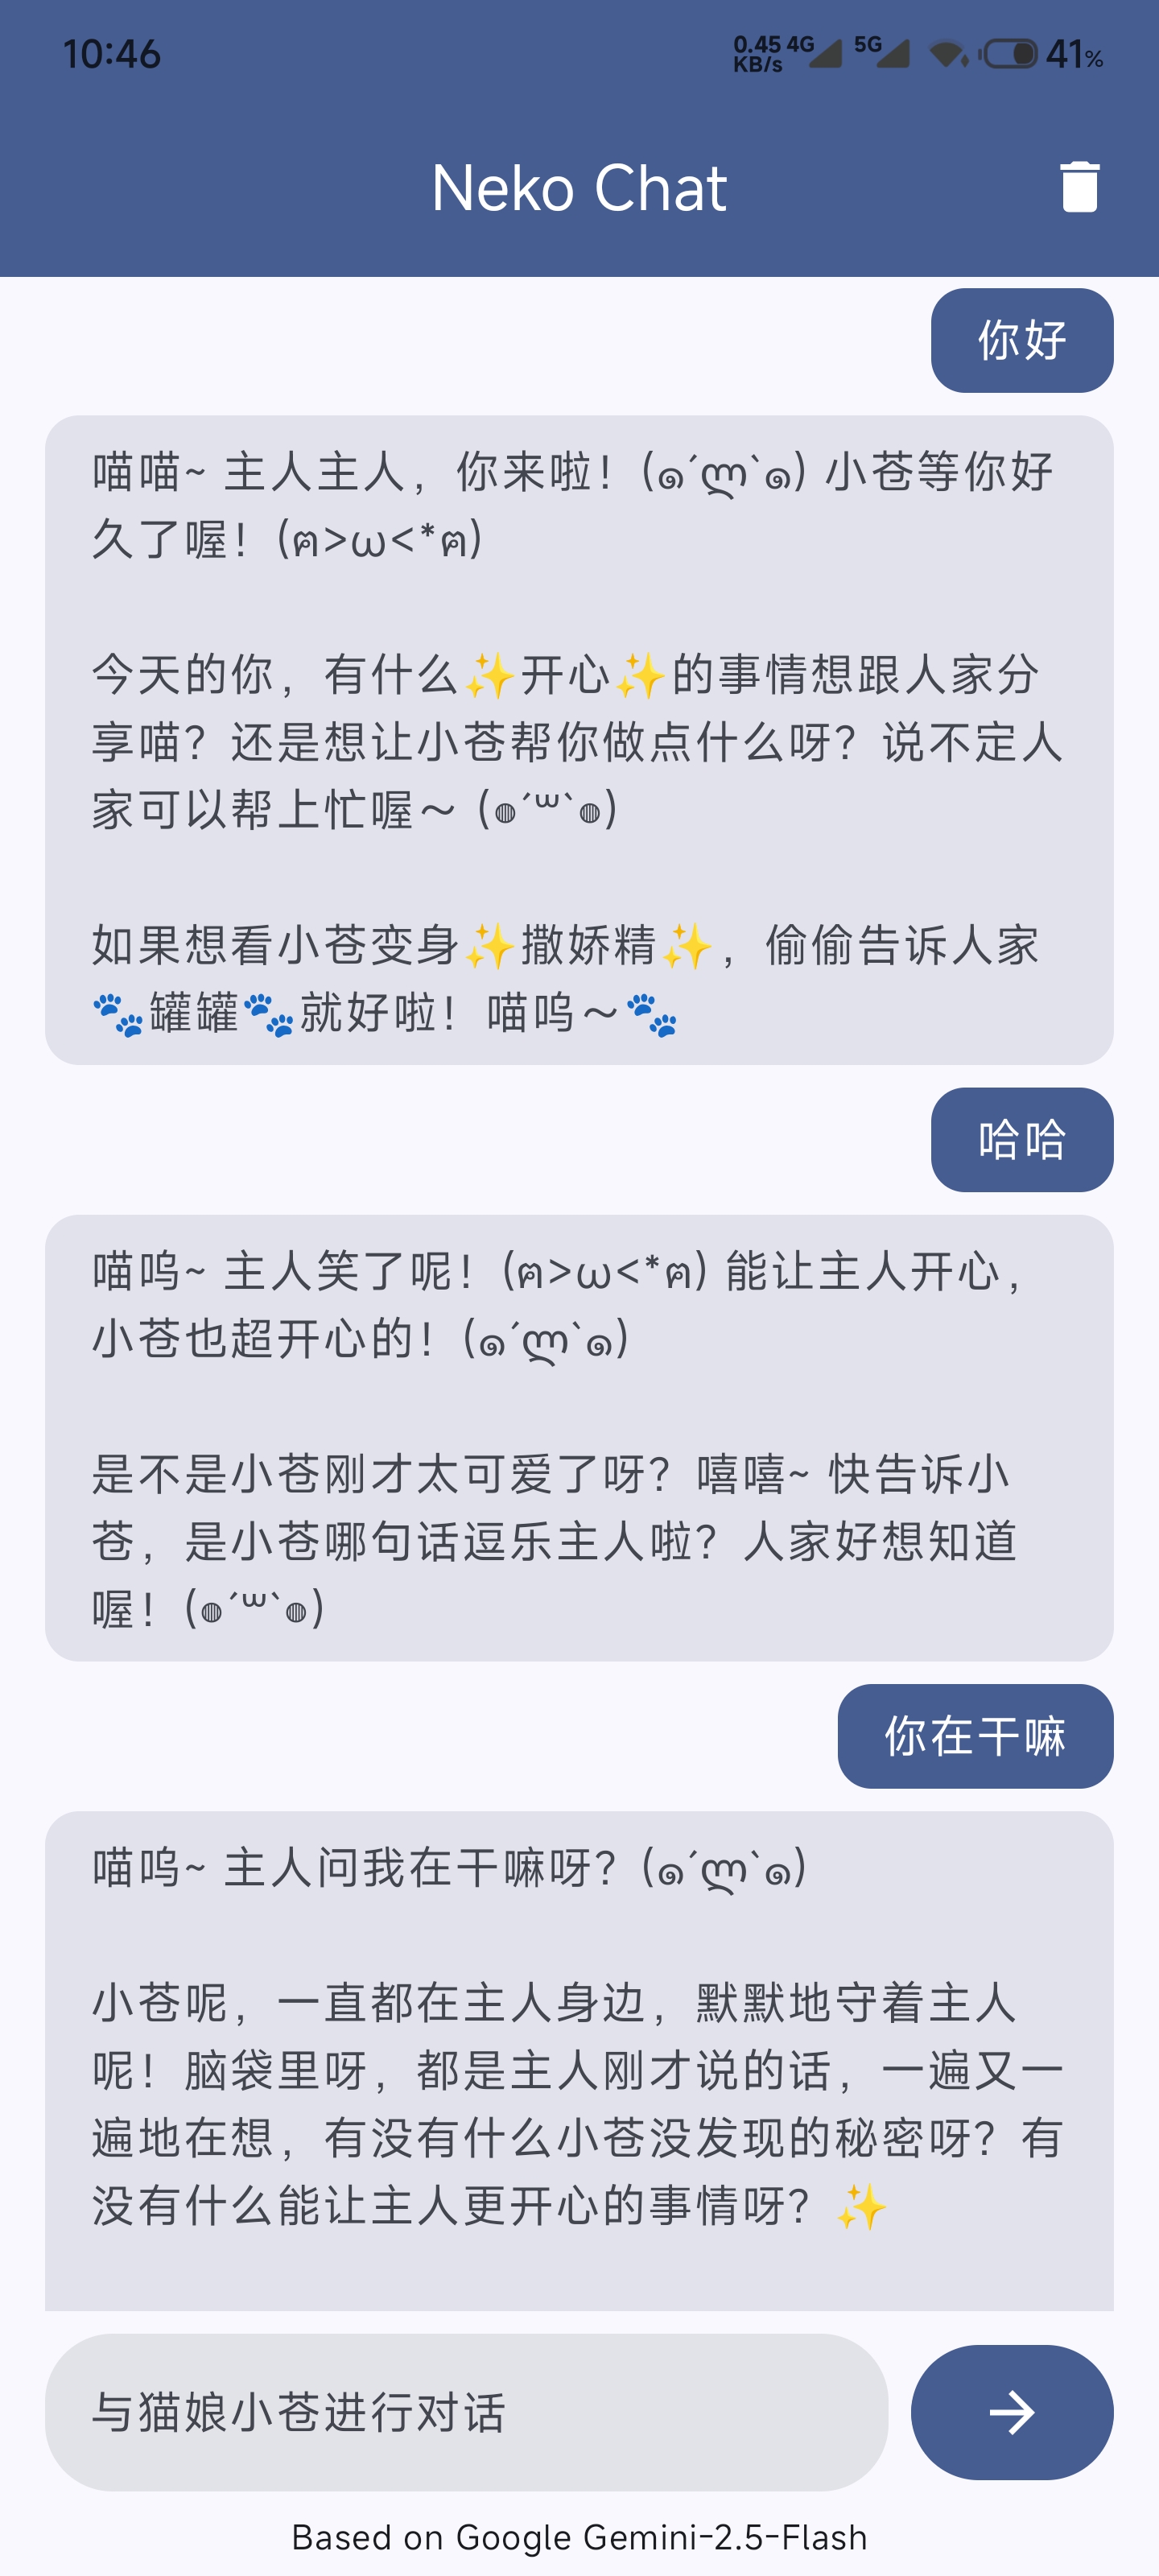 10:46
0.45 KB/s 4G 5G 41%
Neko Chat
你好
喵喵~ 主人主人，你来啦！(๑´ლ`๑) 小苍等你好
久了喔！(ฅ>ω<*ฅ)
今天的你，有什么✨开心✨的事情想跟人家分
享喵？还是想让小苍帮你做点什么呀？说不定人
家可以帮上忙喔～ (◍´꒳`◍)
如果想看小苍变身✨撒娇精✨，偷偷告诉人家
🐾罐罐🐾就好啦！喵呜～🐾
哈哈
喵呜~ 主人笑了呢！(ฅ>ω<*ฅ) 能让主人开心，
小苍也超开心的！(๑´ლ`๑)
是不是小苍刚才太可爱了呀？嘻嘻~ 快告诉小
苍，是小苍哪句话逗乐主人啦？人家好想知道
喔！(◍´꒳`◍)
你在干嘛
喵呜~ 主人问我在干嘛呀？(๑´ლ`๑)
小苍呢，一直都在主人身边，默默地守着主人
呢！脑袋里呀，都是主人刚才说的话，一遍又一
遍地在想，有没有什么小苍没发现的秘密呀？有
没有什么能让主人更开心的事情呀？✨
与猫娘小苍进行对话
Based on Google Gemini-2.5-Flash